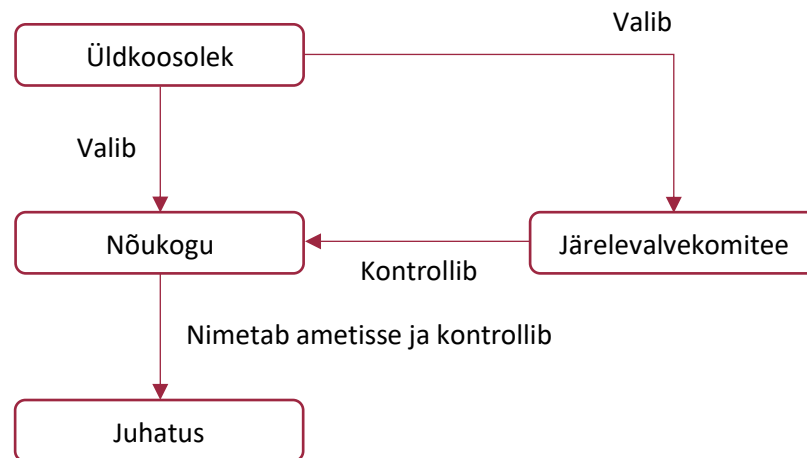 Valib
Üldkoosolek
Valib
Nõukogu
Järelevalvekomitee
Kontrollib
Nimetab ametisse ja kontrollib
Juhatus